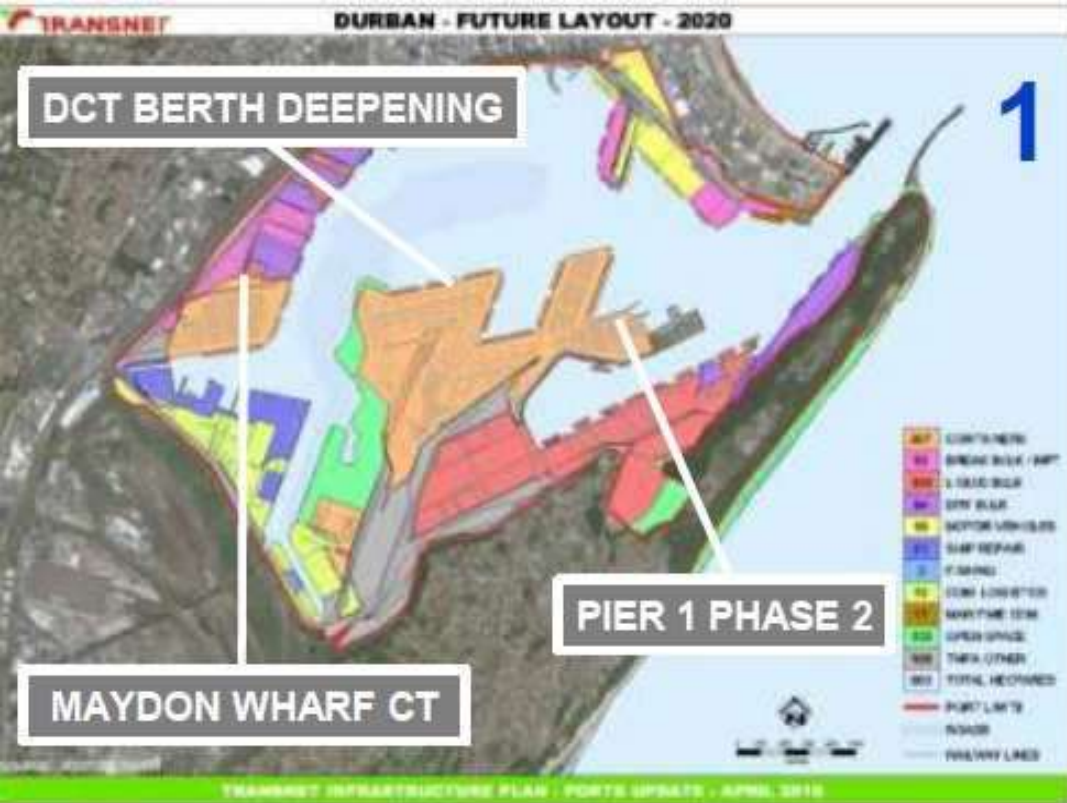 TRANSNET
DURBAN - FUTURE LAYOUT - 2020
1
DCT BERTH DEEPENING
PIER 1 PHASE 2
MAYDON WHARF CT
CONTAINERS
BREAK BULK / MPT
LIQUID BULK
DRY BULK
MOTOR VEHICLES
SHIP REPAIR
FISHING
MARITIME COM
OPEN SPACE
TNPA OTHER
TOTAL HECTARES
PORT LIMITS
ROADS
RAILWAY LINES
TRANSNET INFRASTRUCTURE PLAN - PORTS UPDATE - APRIL 2010